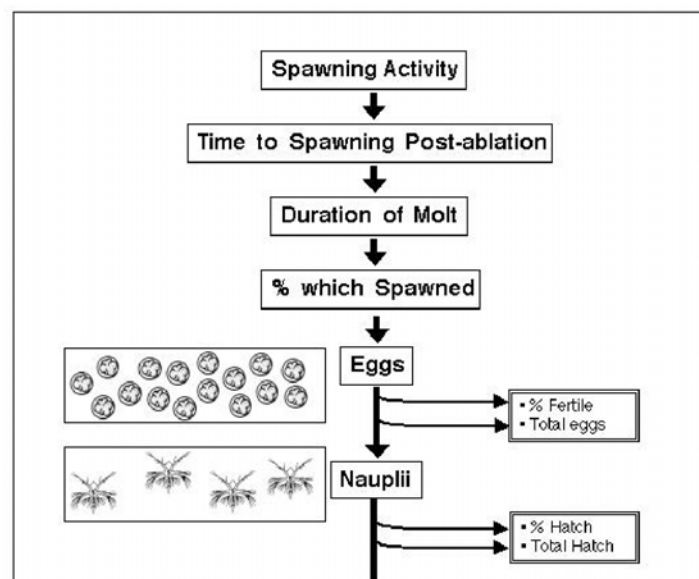 Spawning Activity
Time to Spawning Post-ablation
Duration of Molt
% which Spawned
Eggs
▪ % Fertile
▪ Total eggs
Nauplii
▪ % Hatch
▪ Total Hatch